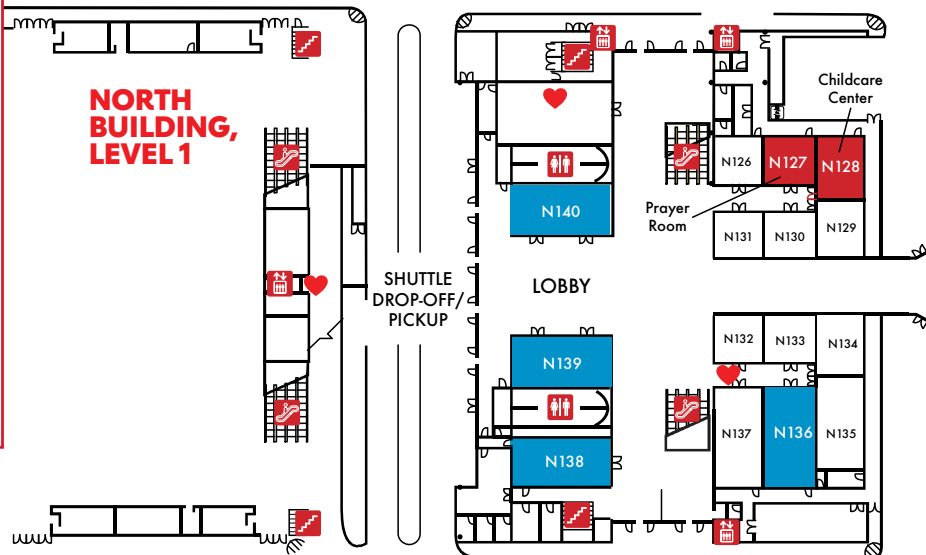 NORTH
BUILDING,
LEVEL 1
Childcare
Center
N126
N127
N128
Prayer
Room
N140
N131
N130
N129
SHUTTLE
DROP-OFF/
PICKUP
LOBBY
N132
N133
N134
N139
N137
N136
N135
N138